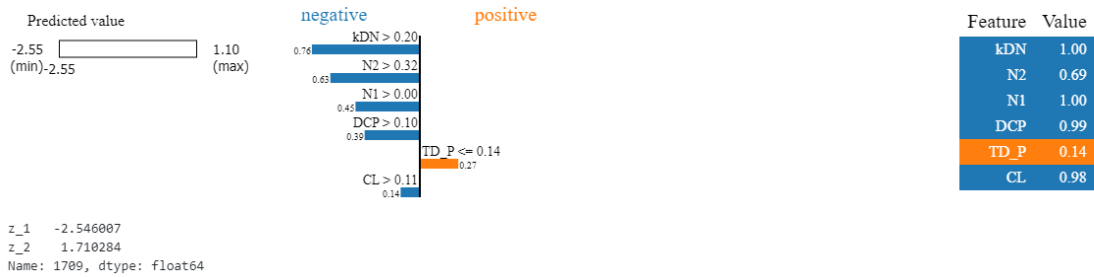 Predicted value
-2.55
(min)
-2.55
1.10
(max)
negative
positive
kDN > 0.20
0.76
N2 > 0.32
0.63
N1 > 0.00
0.45
DCP > 0.10
0.39
TD_P <= 0.14
0.27
CL > 0.11
0.14
Feature Value
kDN 1.00
N2 0.69
N1 1.00
DCP 0.99
TD_P 0.14
CL 0.98
z_1 -2.546007
z_2 1.710284
Name: 1709, dtype: float64